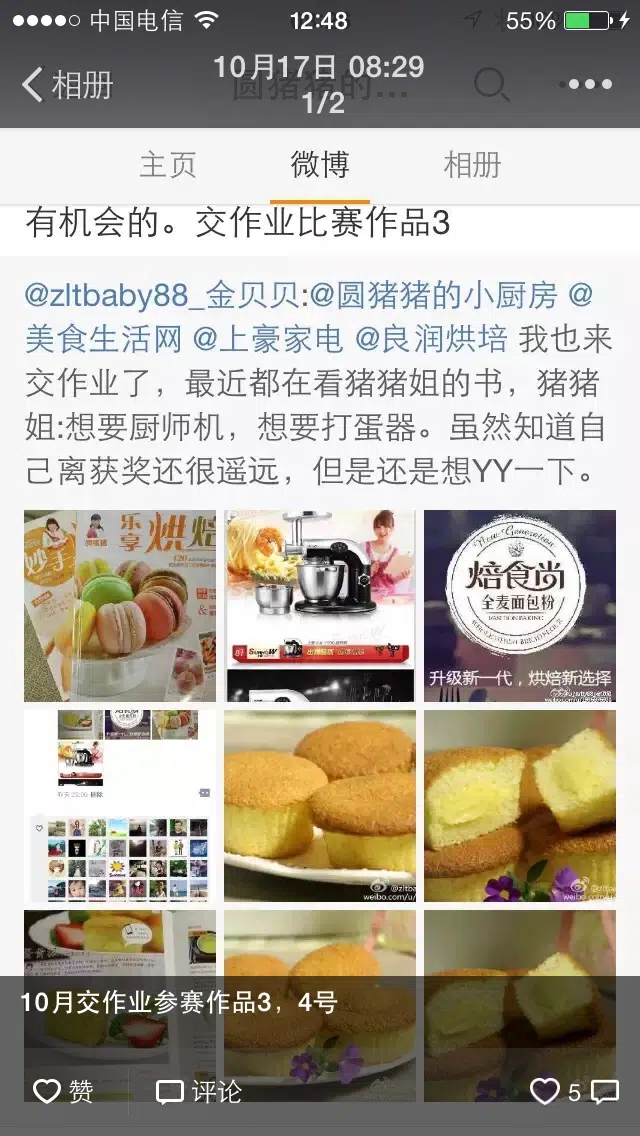 中国电信 12:48 55%
相册 10月17日 08:29
圆猪猪的...
1/2
主页 微博 相册
有机会的。交作业比赛作品3
@zltbaby88_金贝贝:@圆猪猪的小厨房 @
美食生活网 @上豪家电 @良润烘培 我也来
交作业了，最近都在看猪猪姐的书，猪猪
姐:想要厨师机，想要打蛋器。虽然知道自
己离获奖还很遥远，但是还是想YY一下。
妙手
乐享 烘焙
New Generation
焙食尚
全麦面包粉
升级新一代，烘焙新选择
10月交作业参赛作品3，4号
赞 评论 5